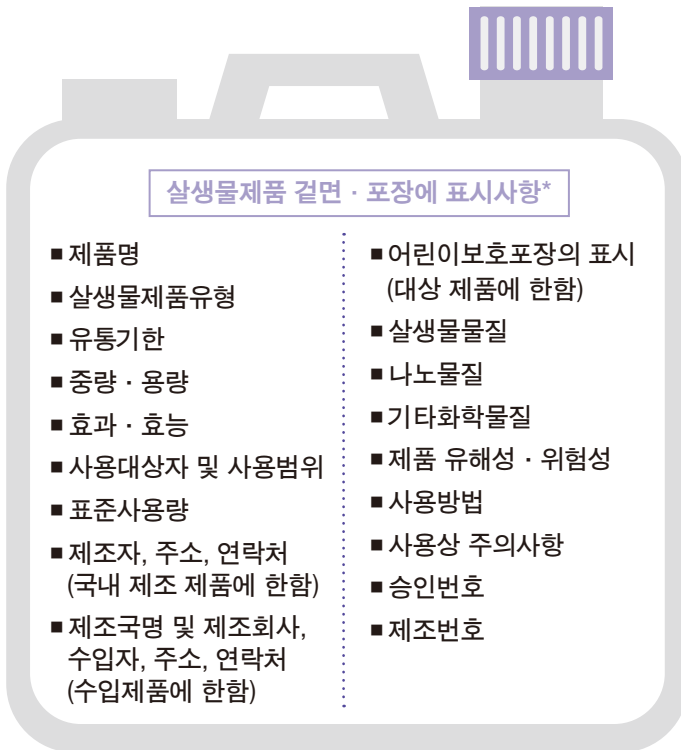 살생물제품 겉면 · 포장에 표시사항*
■ 제품명
■ 살생물제품유형
■ 유통기한
■ 중량 · 용량
■ 효과 · 효능
■ 사용대상자 및 사용범위
■ 표준사용량
■ 제조자, 주소, 연락처
(국내 제조 제품에 한함)
■ 제조국명 및 제조회사,
수입자, 주소, 연락처
(수입제품에 한함)
■ 어린이보호포장의 표시
(대상 제품에 한함)
■ 살생물물질
■ 나노물질
■ 기타화학물질
■ 제품 유해성 · 위험성
■ 사용방법
■ 사용상 주의사항
■ 승인번호
■ 제조번호